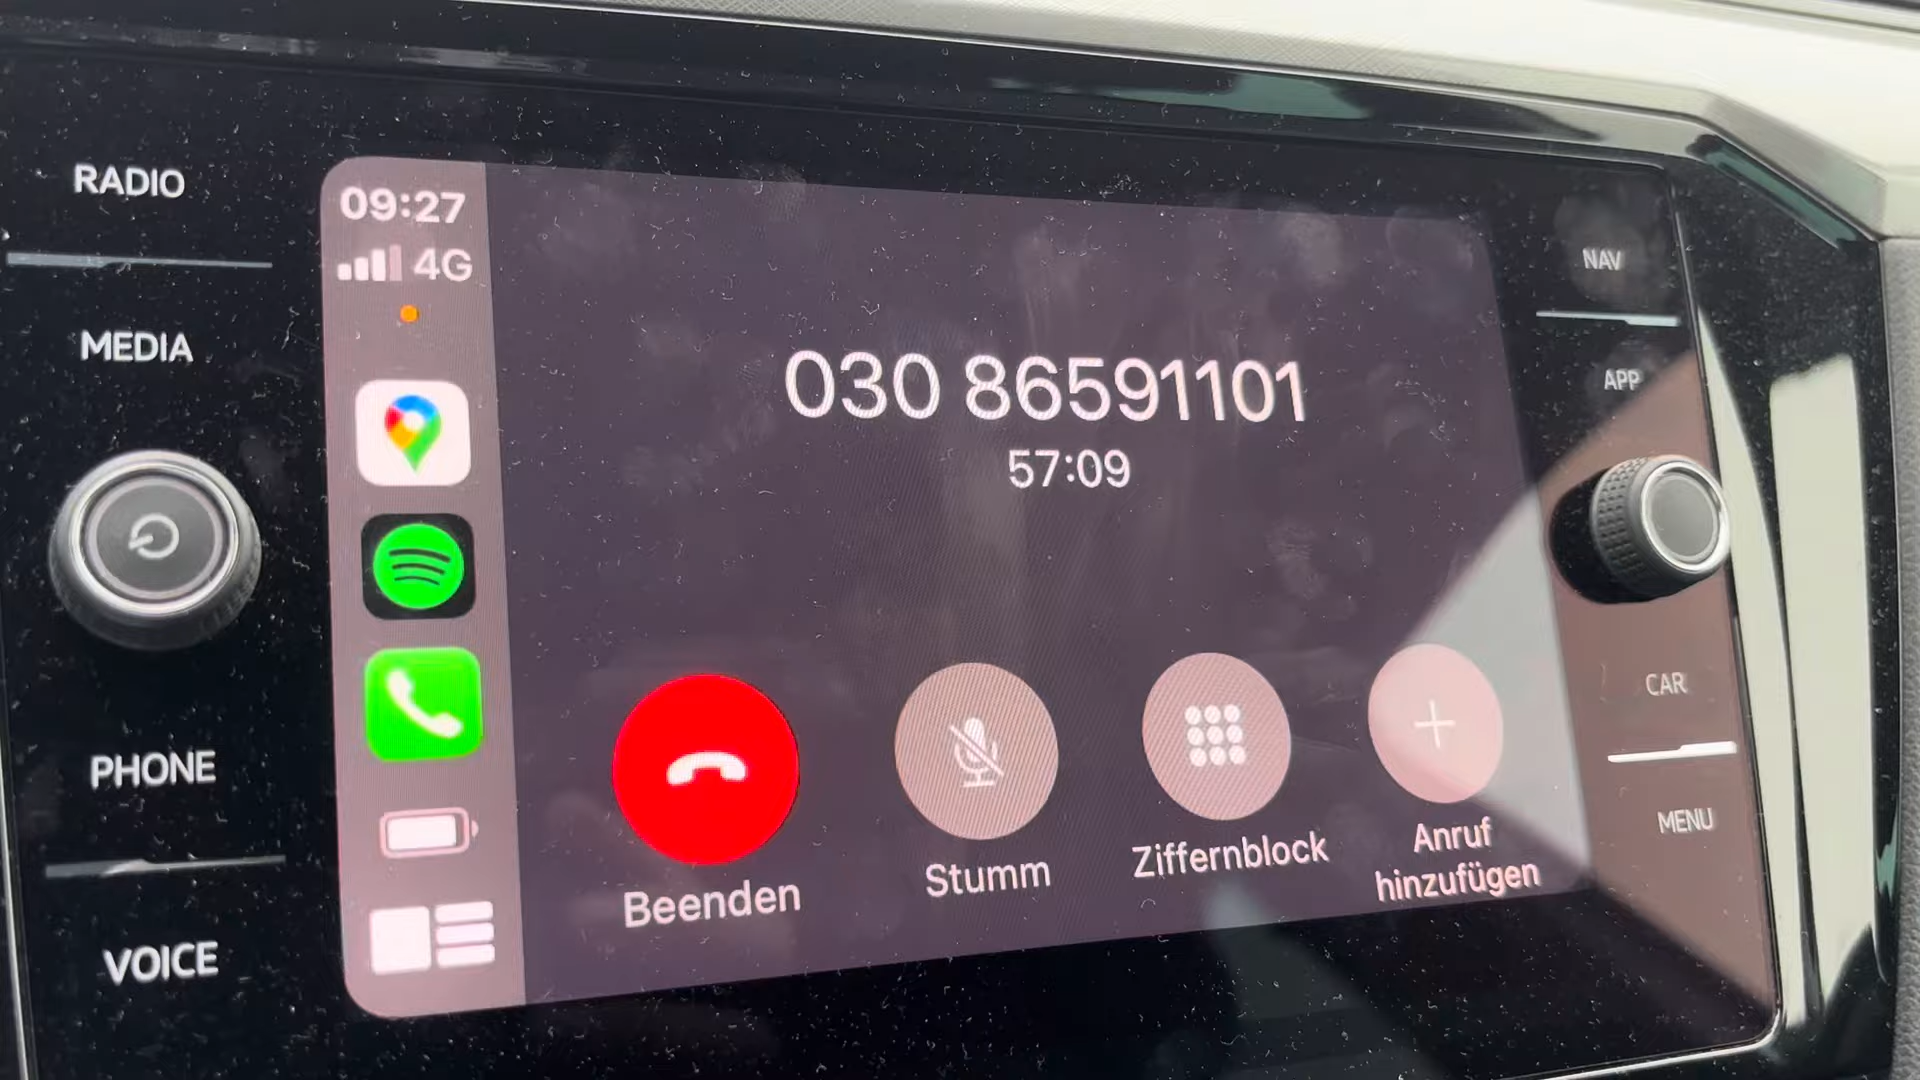 RADIO
MEDIA
PHONE
VOICE
09:27
4G
030 86591101
57:09
Beenden
Stumm
Ziffernblock
Anruf
hinzufügen
NAV
APP
CAR
MENU